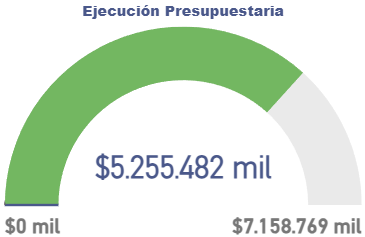 Ejecución Presupuestaria
$5.255.482 mil
$0 mil
$7.158.769 mil